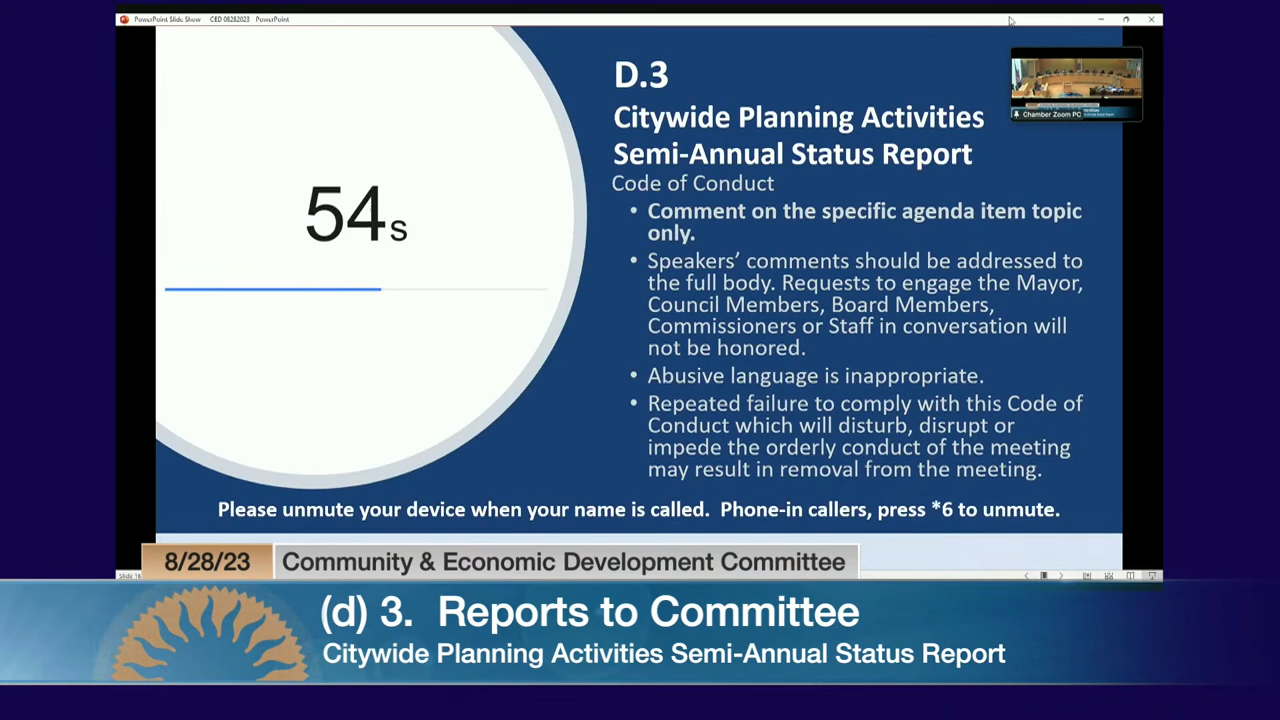 PowerPoint Slide Show   CED 08282023   PowerPoint
D.3
Citywide Planning Activities
Semi-Annual Status Report
Chamber Zoom PC
54s
Code of Conduct
• Comment on the specific agenda item topic
only.
• Speakers’ comments should be addressed to
the full body. Requests to engage the Mayor,
Council Members, Board Members,
Commissioners or Staff in conversation will
not be honored.
• Abusive language is inappropriate.
• Repeated failure to comply with this Code of
Conduct which will disturb, disrupt or
impede the orderly conduct of the meeting
may result in removal from the meeting.
Please unmute your device when your name is called.  Phone-in callers, press *6 to unmute.
8/28/23 Community & Economic Development Committee
(d) 3.  Reports to Committee
Citywide Planning Activities Semi-Annual Status Report